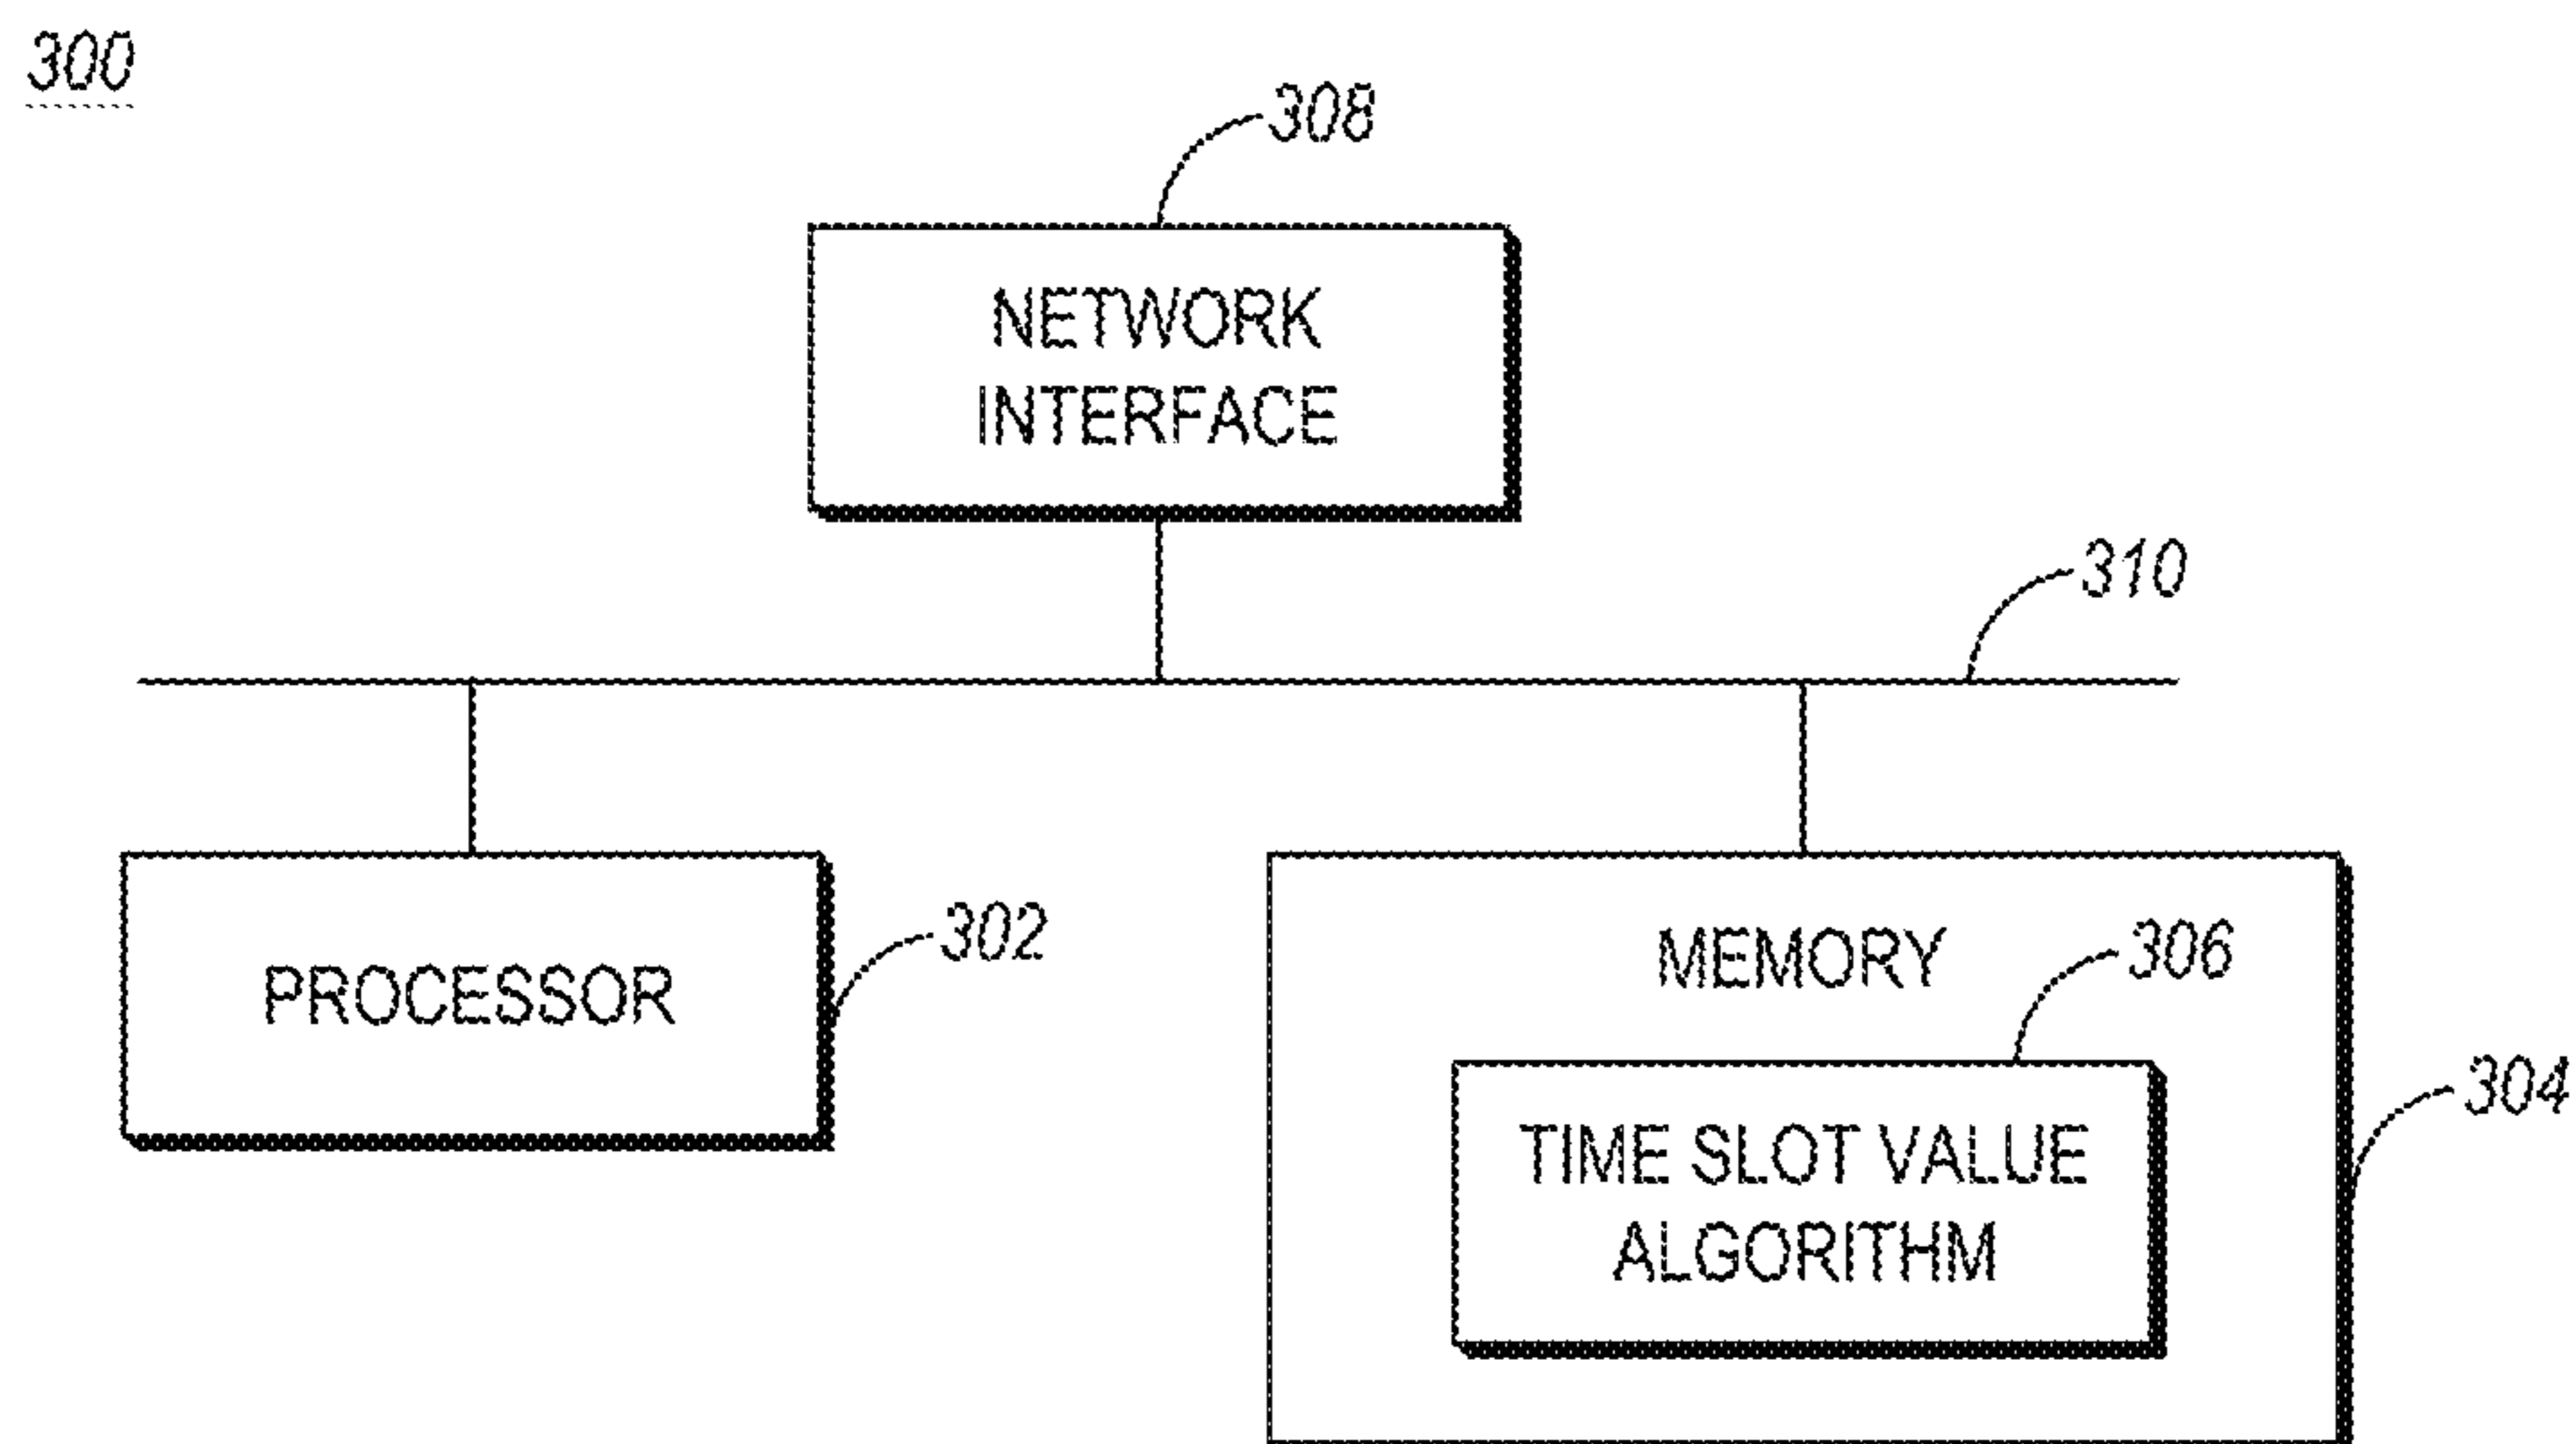 300
308
NETWORK
INTERFACE
310
PROCESSOR
302
MEMORY
306
TIME SLOT VALUE
ALGORITHM
304